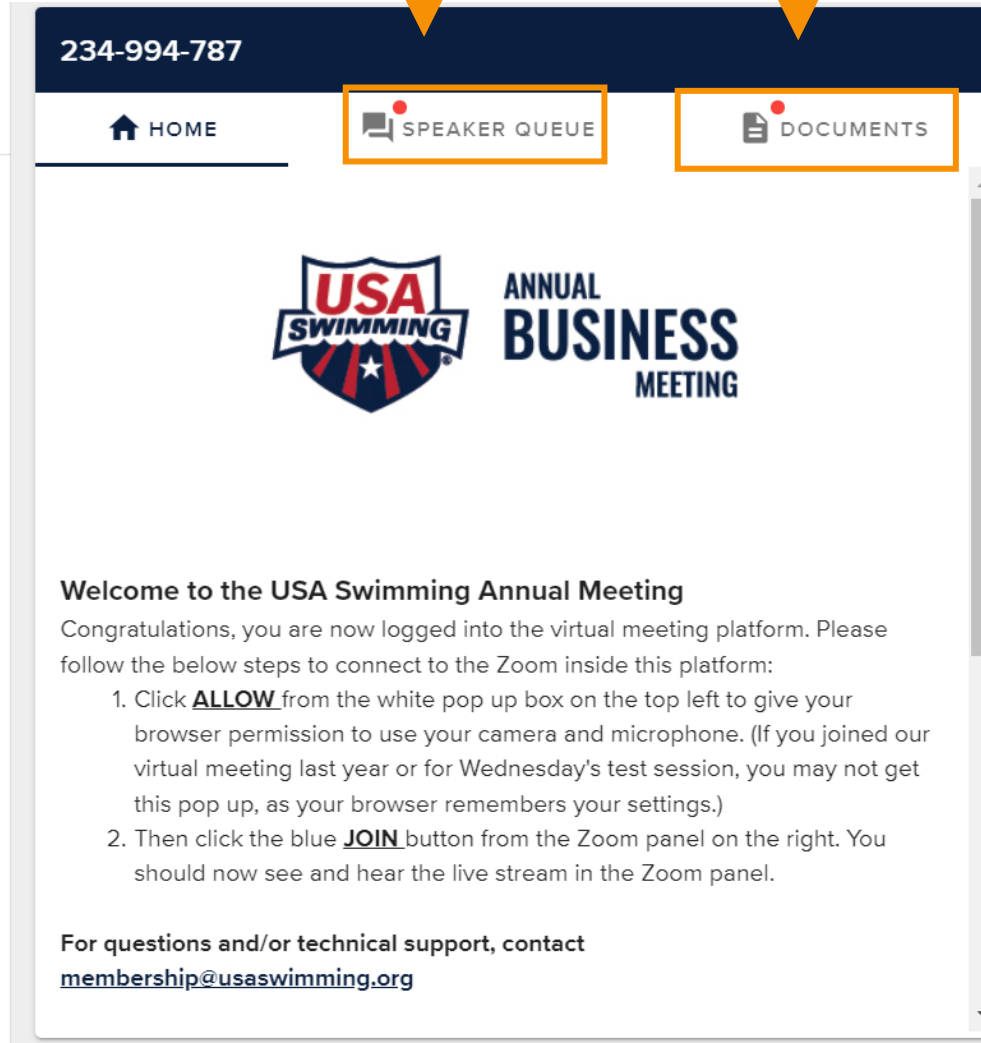 234-994-787
HOME
SPEAKER QUEUE
DOCUMENTS
USA
SWIMMING
®
ANNUAL
BUSINESS
MEETING
Welcome to the USA Swimming Annual Meeting
Congratulations, you are now logged into the virtual meeting platform. Please
follow the below steps to connect to the Zoom inside this platform:
1. Click ALLOW from the white pop up box on the top left to give your
browser permission to use your camera and microphone. (If you joined our
virtual meeting last year or for Wednesday's test session, you may not get
this pop up, as your browser remembers your settings.)
2. Then click the blue JOIN button from the Zoom panel on the right. You
should now see and hear the live stream in the Zoom panel.
For questions and/or technical support, contact
membership@usaswimming.org